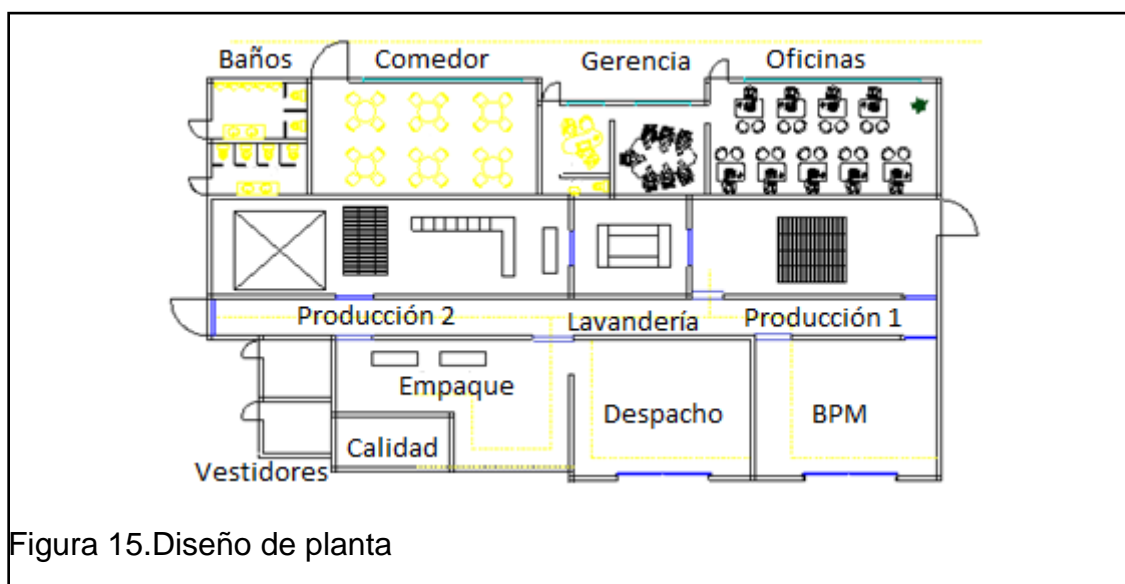 Baños Comedor Gerencia Oficinas
Producción 2 Lavandería Producción 1
Empaque Despacho BPM
Calidad
Vestidores
Figura 15.Diseño de planta